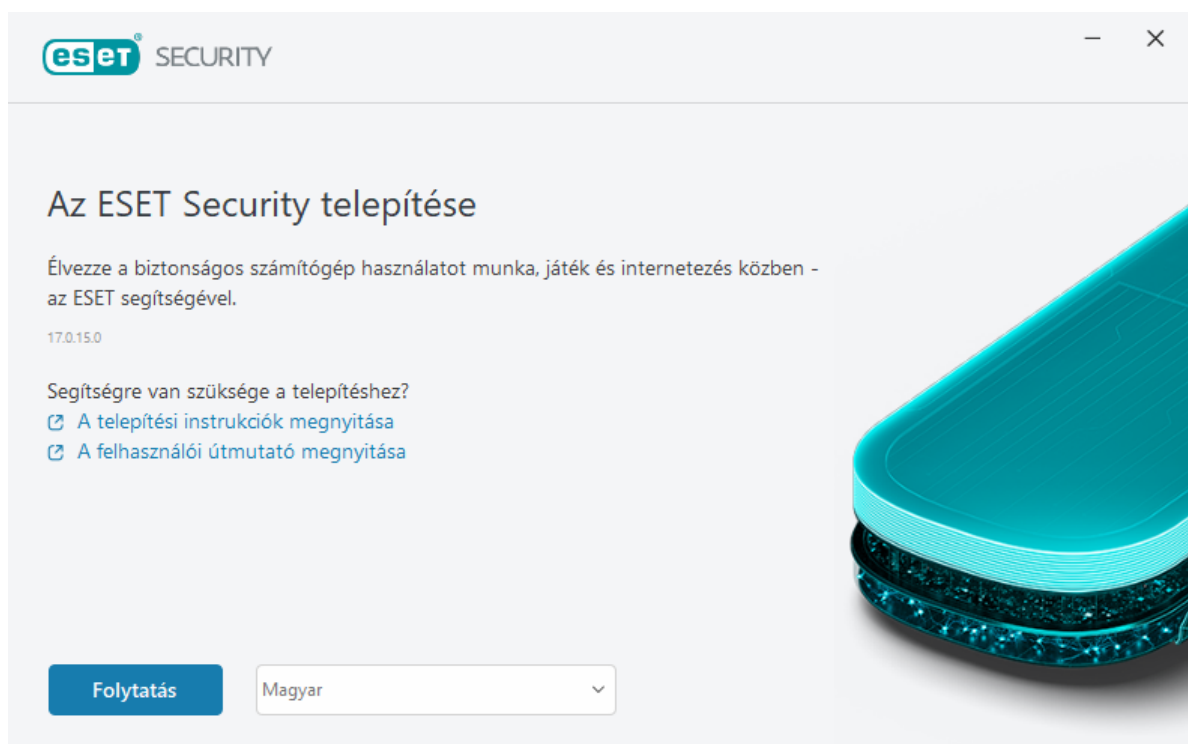 eset® SECURITY
Az ESET Security telepítése
Élvezze a biztonságos számítógép használatot munka, játék és internetezés közben -
az ESET segítségével.
17.0.15.0
Segítségre van szüksége a telepítéshez?
A telepítési instrukciók megnyitása
A felhasználói útmutató megnyitása
Folytatás
Magyar